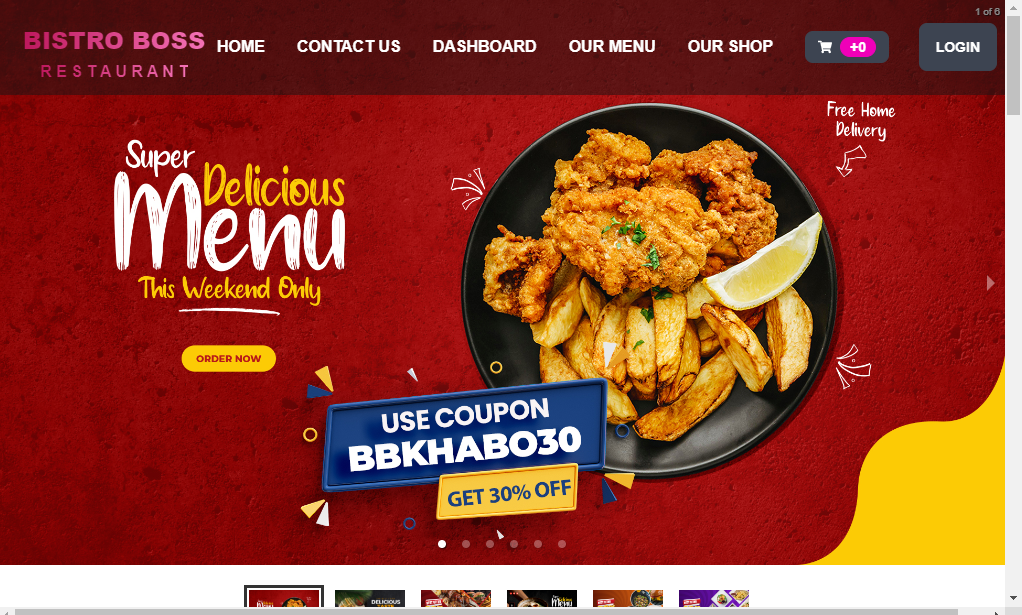 1 of 6
BISTRO BOSS
RESTAURANT
HOME
CONTACT US
DASHBOARD
OUR MENU
OUR SHOP
+0
LOGIN
Free Home
Delivery
Super
Delicious
Menu
This Weekend Only
ORDER NOW
USE COUPON
BBKHABO30
GET 30% OFF